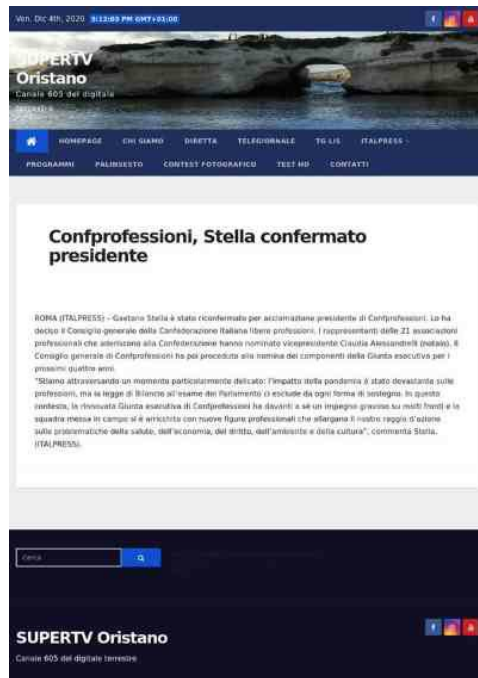 Ven. Dic 4th, 2020 5:12:03 PM GMT+01:00
SUPERTV
Oristano
Canale 605 del digitale
terrestre
HOMEPAGE CHI SIAMO DIRETTA TELEGIORNALE TG LIS ITALPRESS
PROGRAMMI PALINSESTO CONTEST FOTOGRAFICO TEST HD CONTATTI
Confprofessioni, Stella confermato
presidente
ROMA (ITALPRESS) – Gaetano Stella è stato riconfermato per acclamazione presidente di Confprofessioni. Lo ha
deciso il Consiglio generale della Confederazione italiana libere professioni. I rappresentanti delle 21 associazioni
professionali che aderiscono alla Confederazione hanno nominato vicepresidente Claudia Alessandrelli (notaio). Il
Consiglio generale di Confprofessioni ha poi proceduto alla nomina dei componenti della Giunta esecutiva per i
prossimi quattro anni.
"Stiamo attraversando un momento particolarmente delicato: l'impatto della pandemia è stato devastante sulle
professioni, ma la legge di Bilancio all'esame del Parlamento ci esclude da ogni forma di sostegno. In questo
contesto, la rinnovata Giunta esecutiva di Confprofessioni ha davanti a sé un impegno gravoso su molti fronti e la
squadra messa in campo si è arricchita con nuove figure professionali che allargano il nostro raggio d'azione
sulle problematiche della salute, dell'economia, del diritto, dell'ambiente e della cultura", commenta Stella.
(ITALPRESS).
Cerca
SUPERTV Oristano
Canale 605 del digitale terrestre